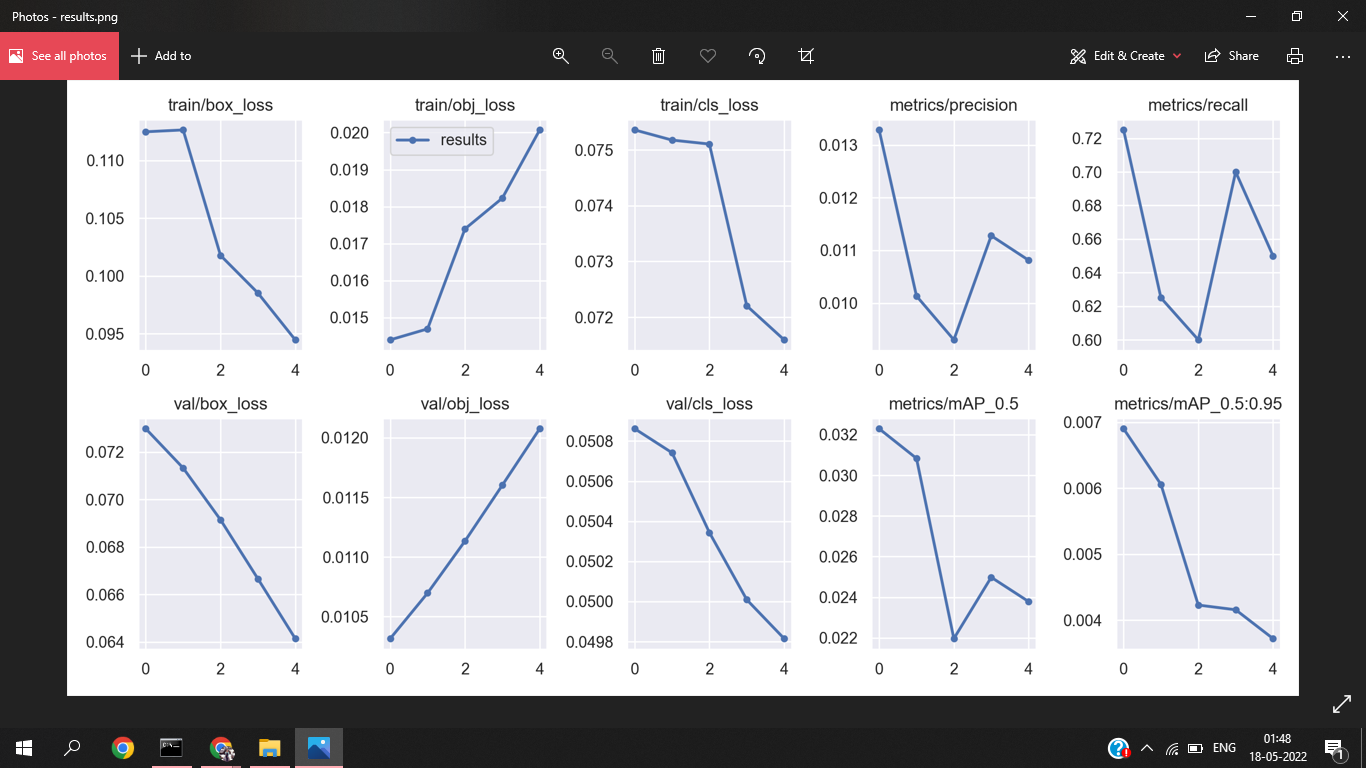 Photos - results.png
See all photos
Add to
Edit & Create
Share
train/box_loss
0.110
0.105
0.100
0.095
0 2 4
train/obj_loss
results
0.020
0.019
0.018
0.017
0.016
0.015
0 2 4
train/cls_loss
0.075
0.074
0.073
0.072
0 2 4
metrics/precision
0.013
0.012
0.011
0.010
0 2 4
metrics/recall
0.72
0.70
0.68
0.66
0.64
0.62
0.60
0 2 4
val/box_loss
0.072
0.070
0.068
0.066
0.064
0 2 4
val/obj_loss
0.0120
0.0115
0.0110
0.0105
0 2 4
val/cls_loss
0.0508
0.0506
0.0504
0.0502
0.0500
0.0498
0 2 4
metrics/mAP_0.5
0.032
0.030
0.028
0.026
0.024
0.022
0 2 4
metrics/mAP_0.5:0.95
0.007
0.006
0.005
0.004
0 2 4
ENG
01:48
18-05-2022
1